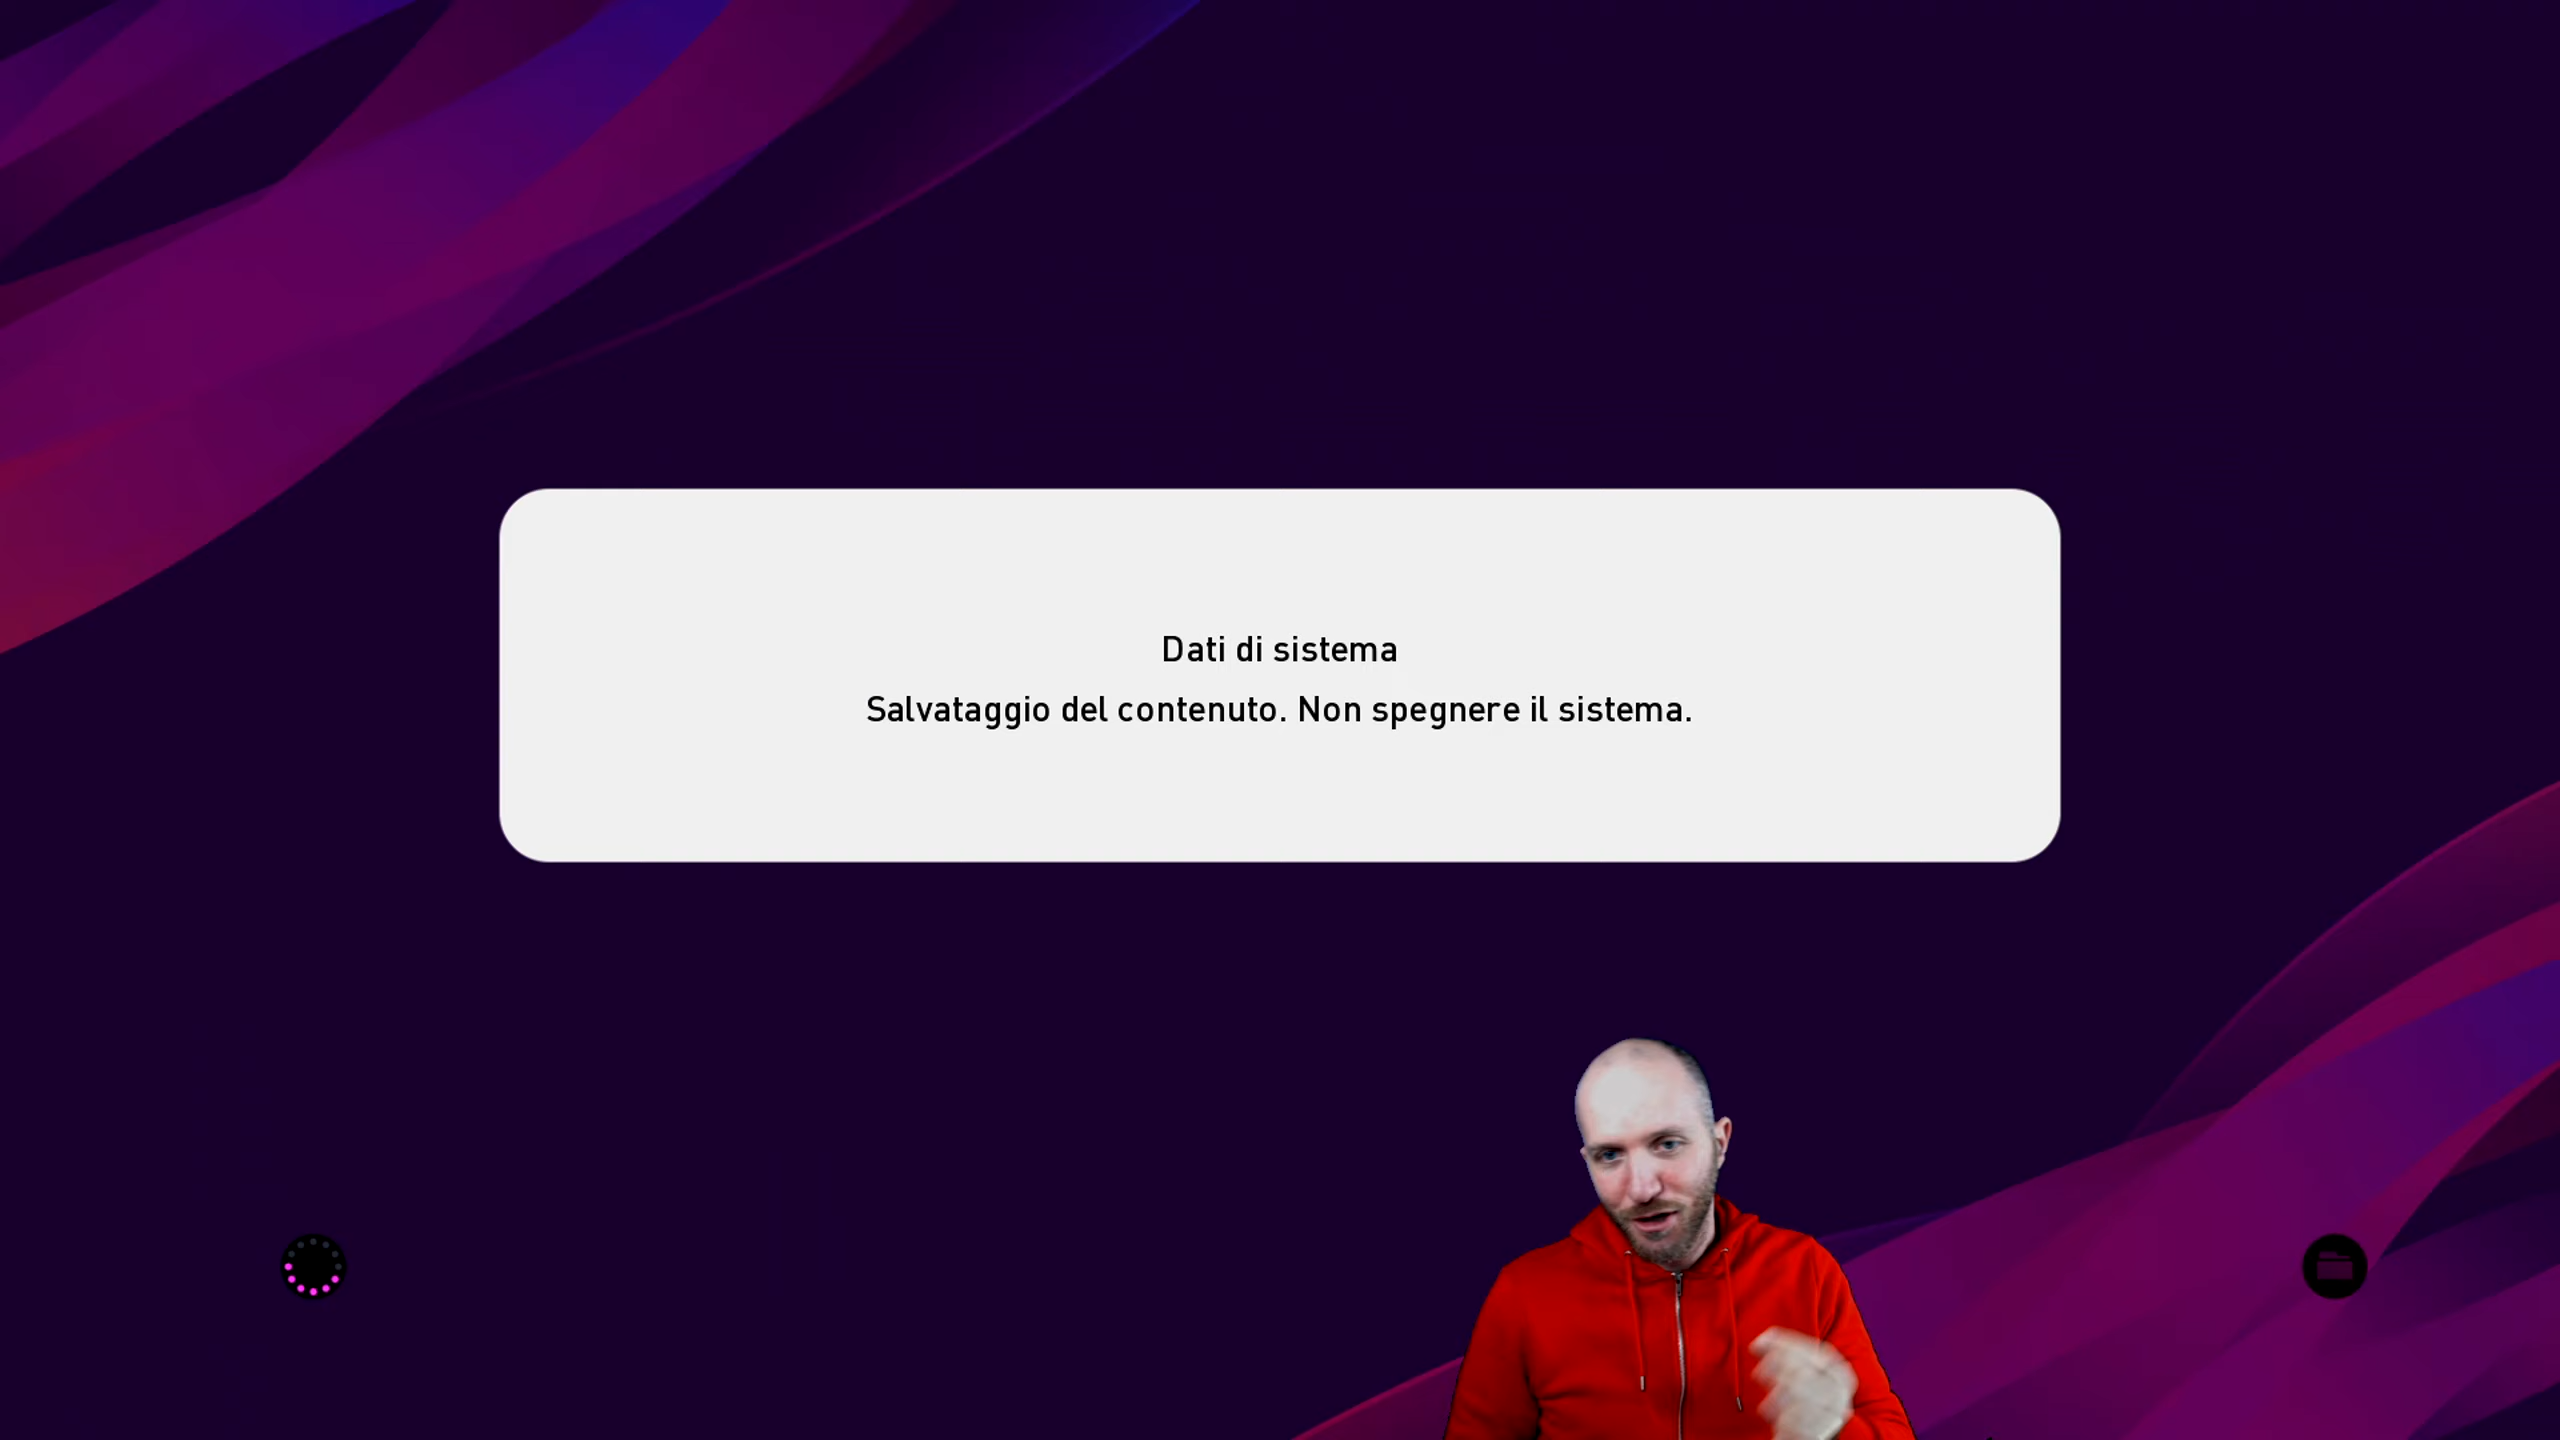 Dati di sistema
Salvataggio del contenuto. Non spegnere il sistema.